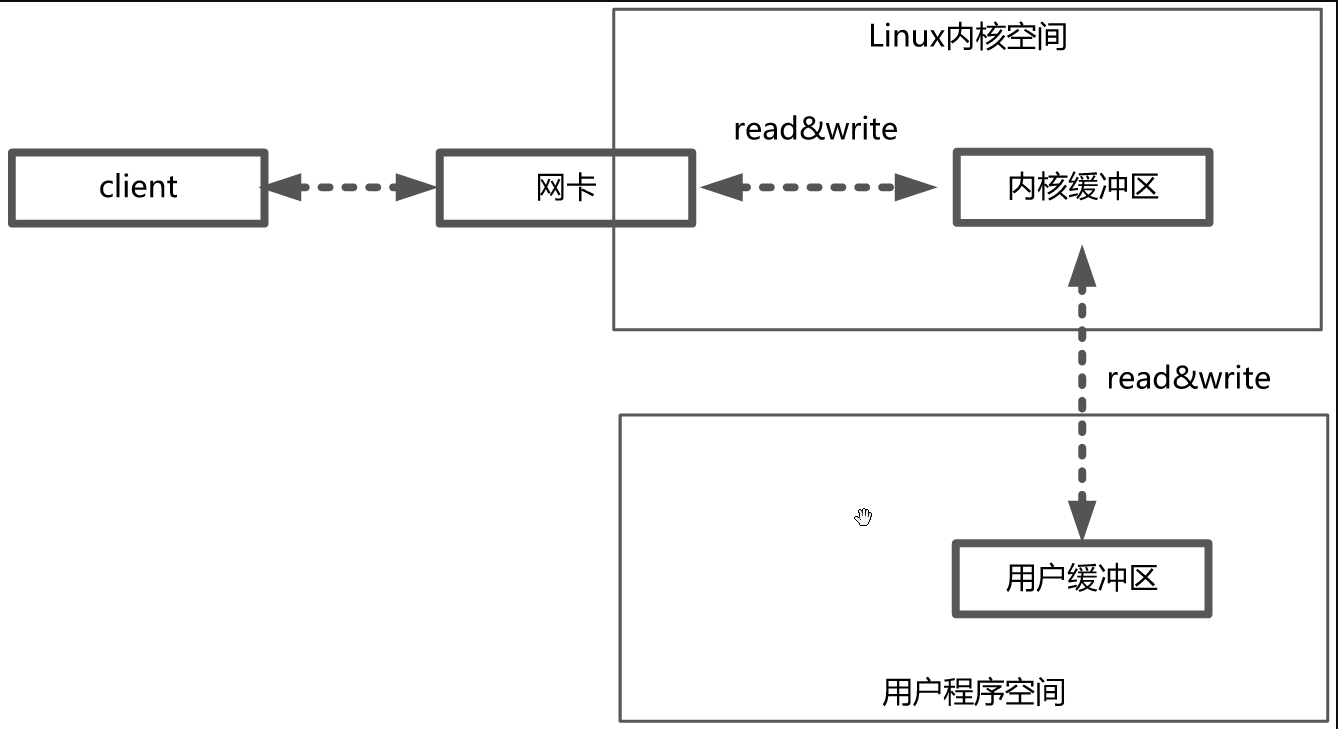 Linux内核空间
read&write
client
网卡
内核缓冲区
read&write
用户缓冲区
用户程序空间